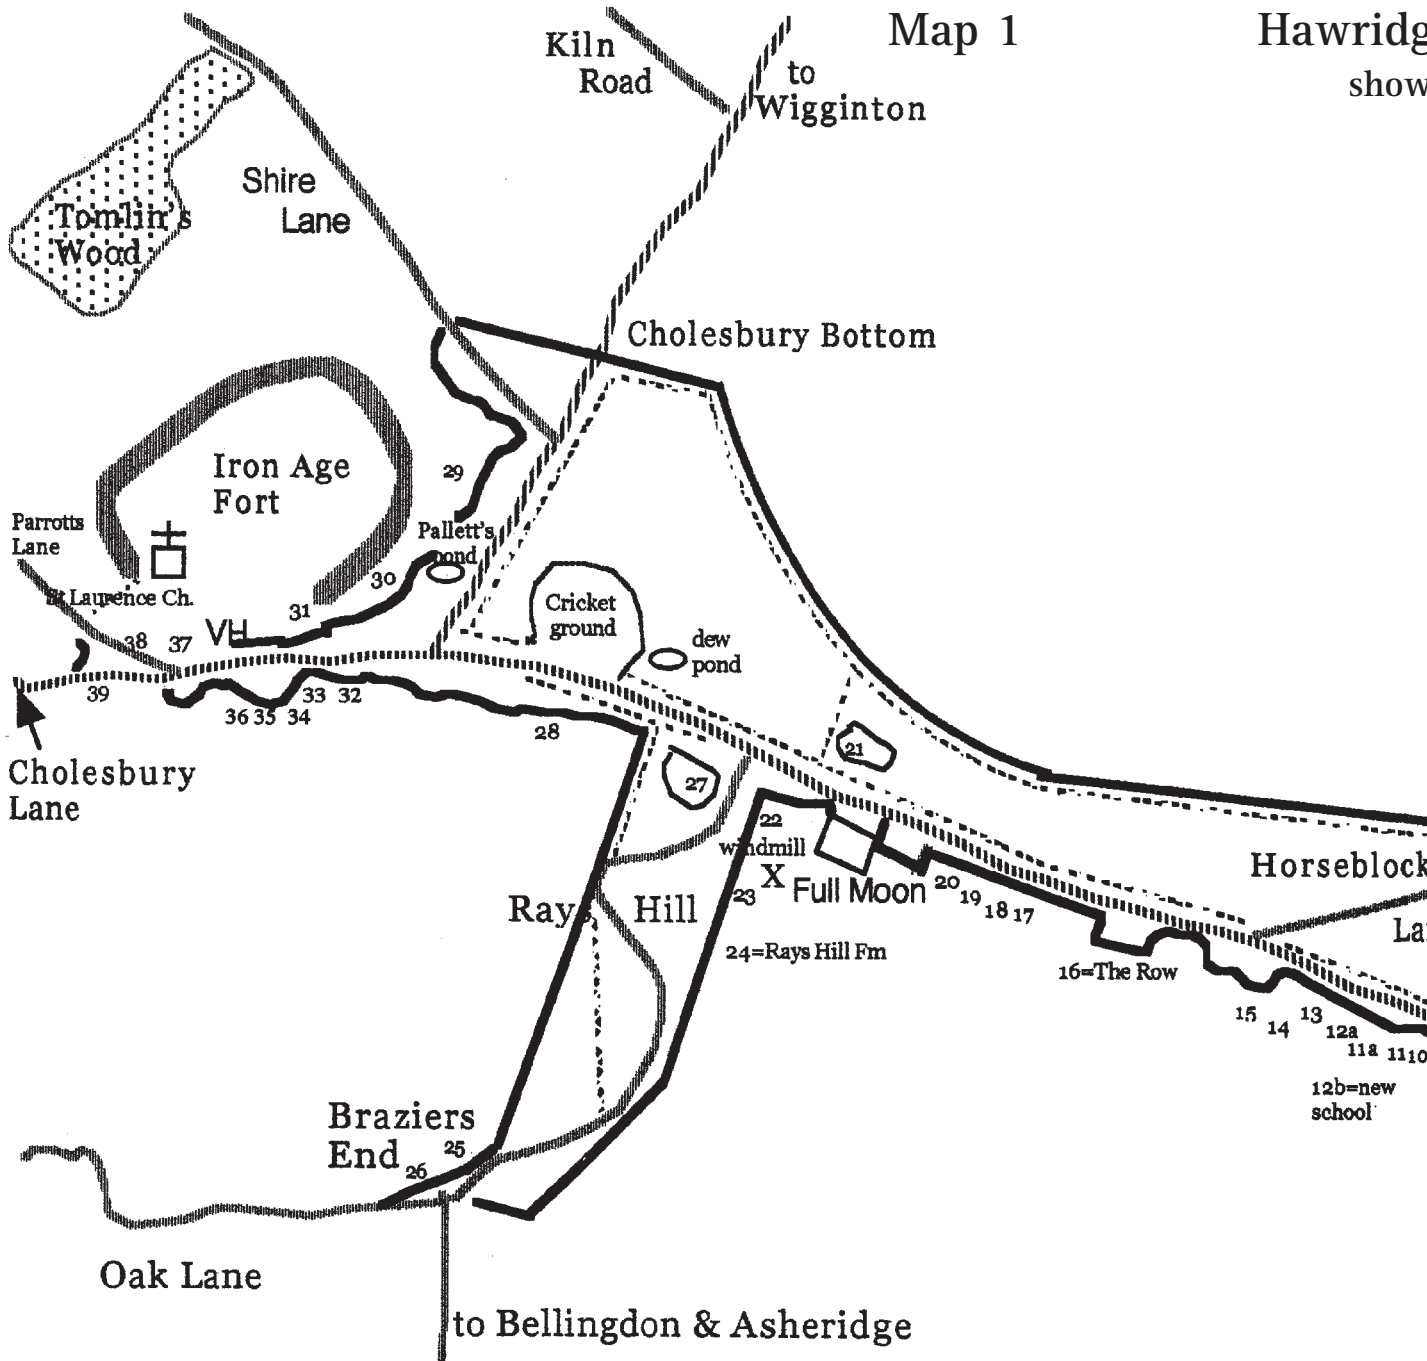 Map 1
Hawridg
show
Kiln
Road
to
Wigginton
Shire
Lane
Tomlin's
Wood
Cholesbury Bottom
Iron Age
Fort
29
Parrotts
Lane
Pallett's
pond
30
St Laurence Ch.
31
VH
Cricket
ground
dew
pond
38
37
39
36
35
34
33
32
28
21
27
Cholesbury
Lane
22
windmill
X
23
Full Moon
20
19
18
17
Horseblock
La
Rays Hill
24=Rays Hill Fm
16=The Row
15
14
13
12a
11a
11
10
12b=new
school
Braziers
End
25
26
Oak Lane
to Bellingdon & Asheridge